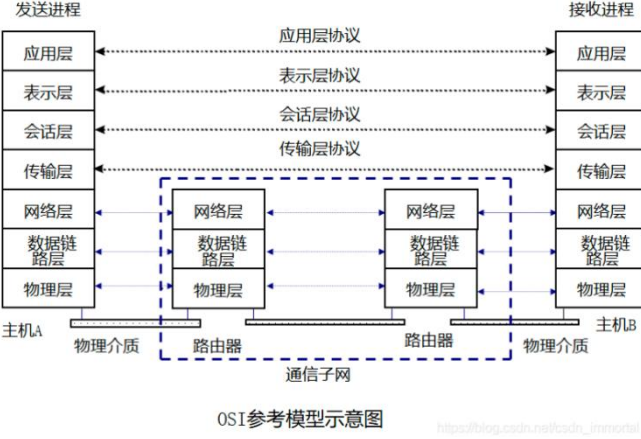 发送进程
接收进程
应用层
应用层协议
应用层
表示层
表示层协议
表示层
会话层
会话层协议
会话层
传输层
传输层协议
传输层
网络层
网络层
网络层
网络层
数据链
路层
数据链
路层
数据链
路层
数据链
路层
物理层
物理层
物理层
物理层
主机A
物理介质
路由器
路由器
物理介质
主机B
通信子网
OSI参考模型示意图
https://blog.csdn.net/csdn_immortal